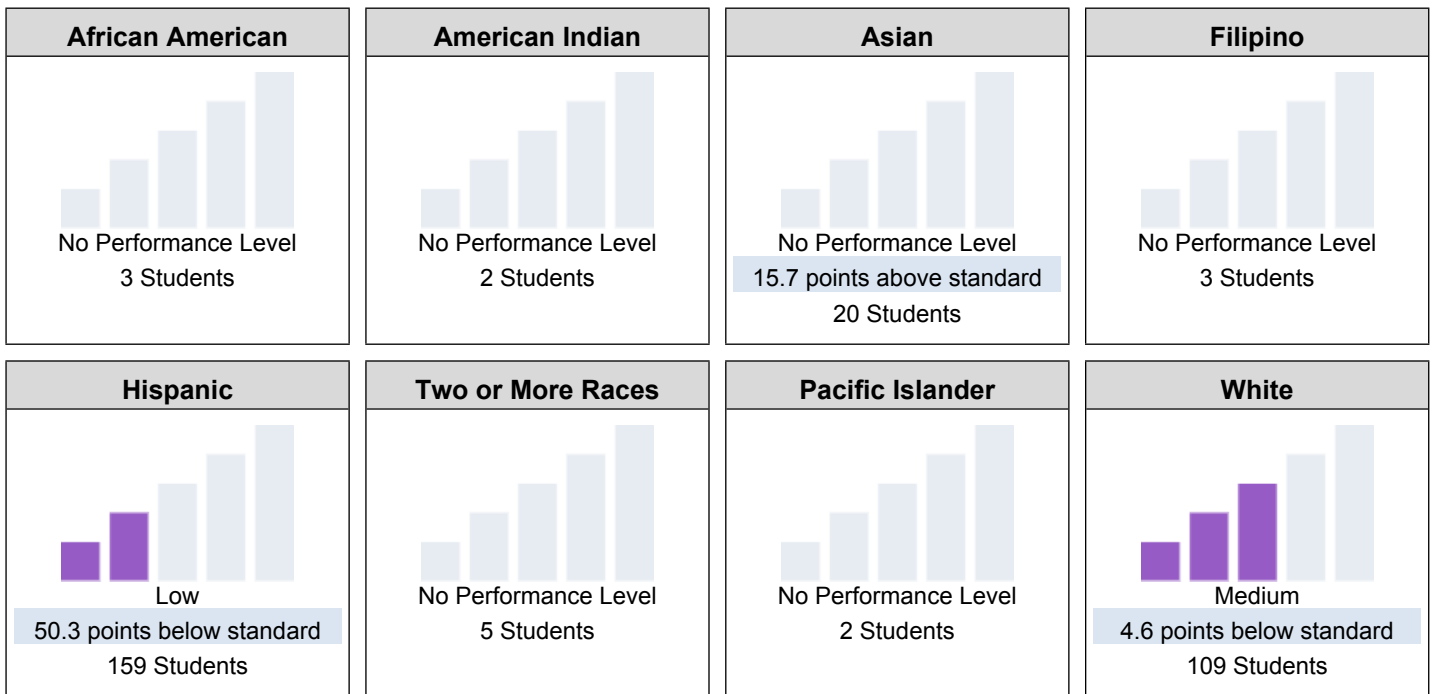 African American
No Performance Level
3 Students
American Indian
No Performance Level
2 Students
Asian
No Performance Level
15.7 points above standard
20 Students
Filipino
No Performance Level
3 Students
Hispanic
Low
50.3 points below standard
159 Students
Two or More Races
No Performance Level
5 Students
Pacific Islander
No Performance Level
2 Students
White
Medium
4.6 points below standard
109 Students